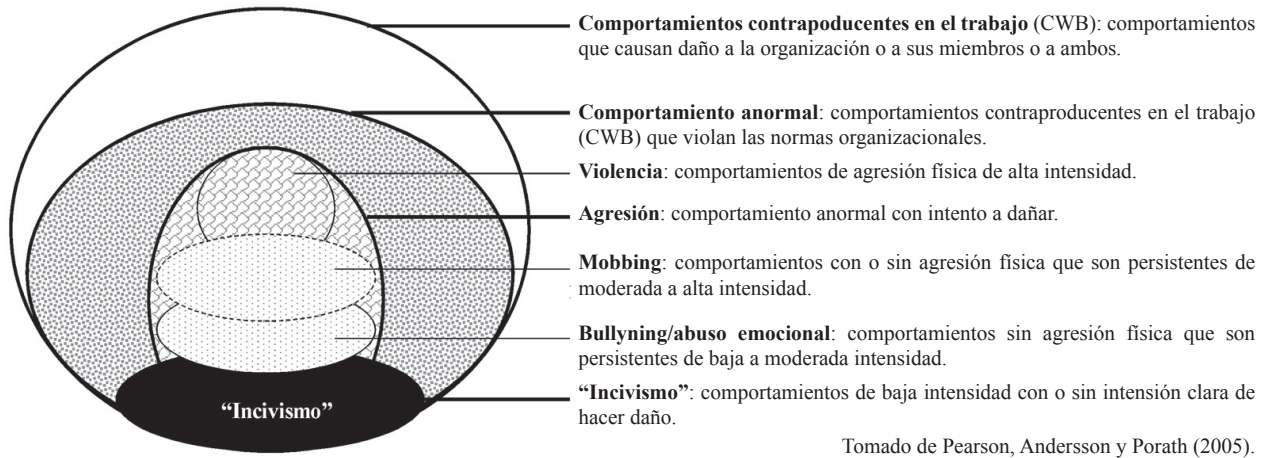 Comportamientos contrapoducentes en el trabajo (CWB): comportamientos
que causan daño a la organización o a sus miembros o a ambos.
Comportamiento anormal: comportamientos contraproducentes en el trabajo
(CWB) que violan las normas organizacionales.
Violencia: comportamientos de agresión física de alta intensidad.
Agresión: comportamiento anormal con intento a dañar.
Mobbing: comportamientos con o sin agresión física que son persistentes de
moderada a alta intensidad.
Bullyning/abuso emocional: comportamientos sin agresión física que son
persistentes de baja a moderada intensidad.
“Incivismo”: comportamientos de baja intensidad con o sin intensión clara de
hacer daño.
“Incivismo”
Tomado de Pearson, Andersson y Porath (2005).